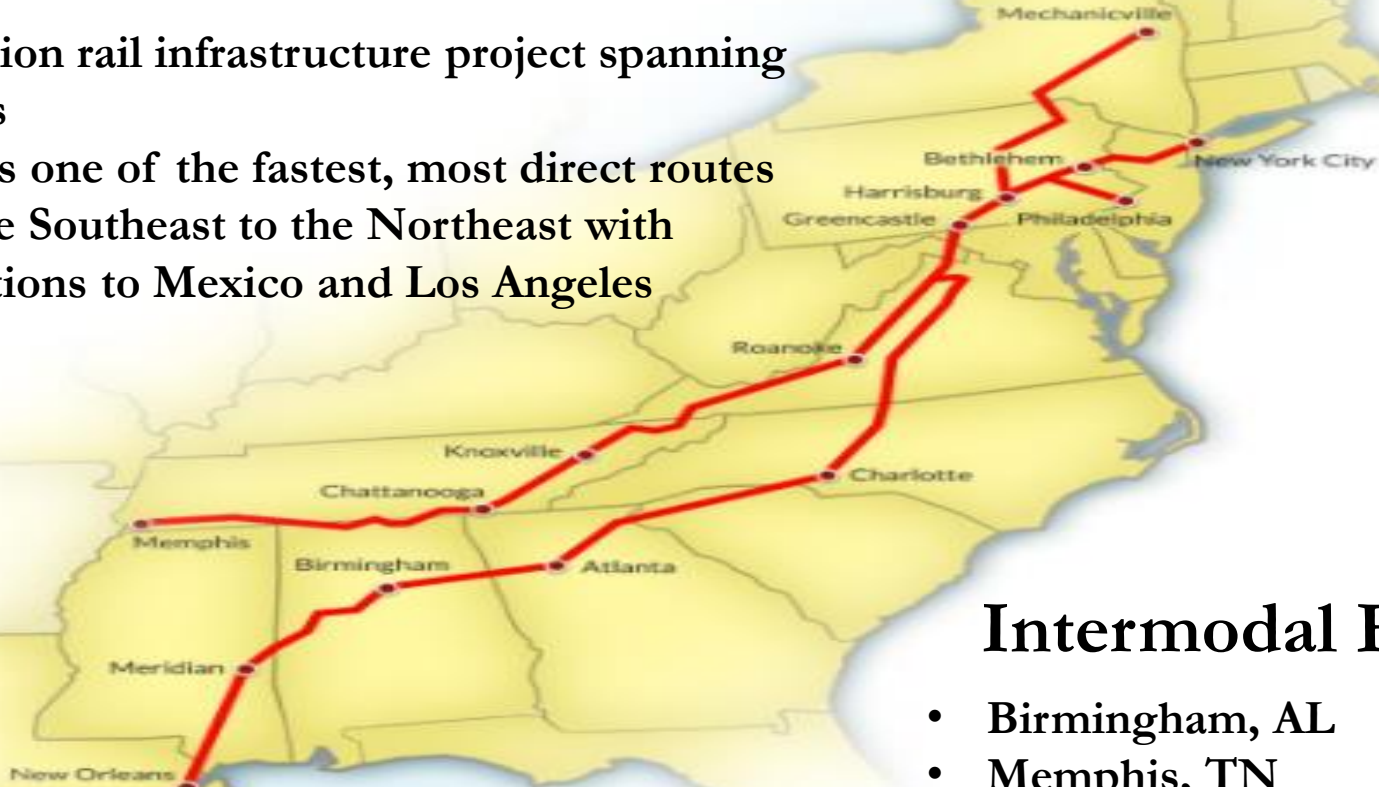 ion rail infrastructure project spanning
s
s one of the fastest, most direct routes
e Southeast to the Northeast with
tions to Mexico and Los Angeles
Mechanicville
Bethlehem
New York City
Harrisburg
Greencastle
Philadelphia
Roanoke
Knoxville
Chattanooga
Charlotte
Memphis
Birmingham
Atlanta
Meridian
New Orleans
Intermodal
• Birmingham, AL
• Memphis, TN